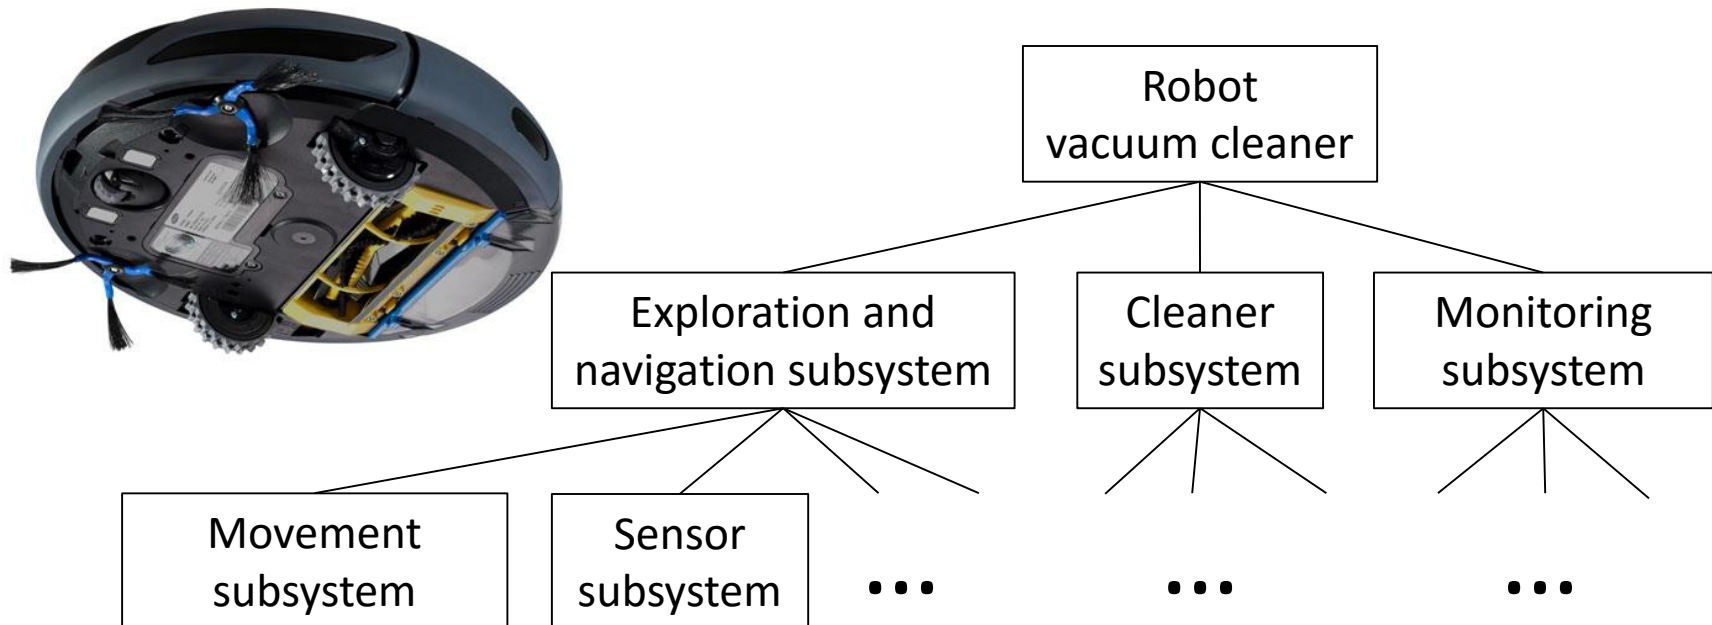 Robot
vacuum cleaner
Exploration and
navigation subsystem
Cleaner
subsystem
Monitoring
subsystem
Movement
subsystem
Sensor
subsystem
...
...
...